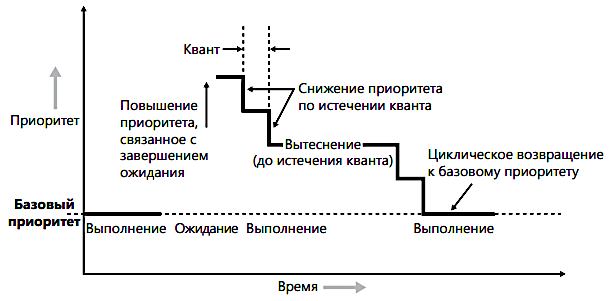 Квант
Снижение приоритета
по истечении кванта
Приоритет
Повышение
приоритета,
связанное с
завершением
ожидания
Вытеснение
(до истечения кванта)
Циклическое возвращение
к базовому приоритету
Базовый
приоритет
Выполнение
Ожидание
Выполнение
Выполнение
Время